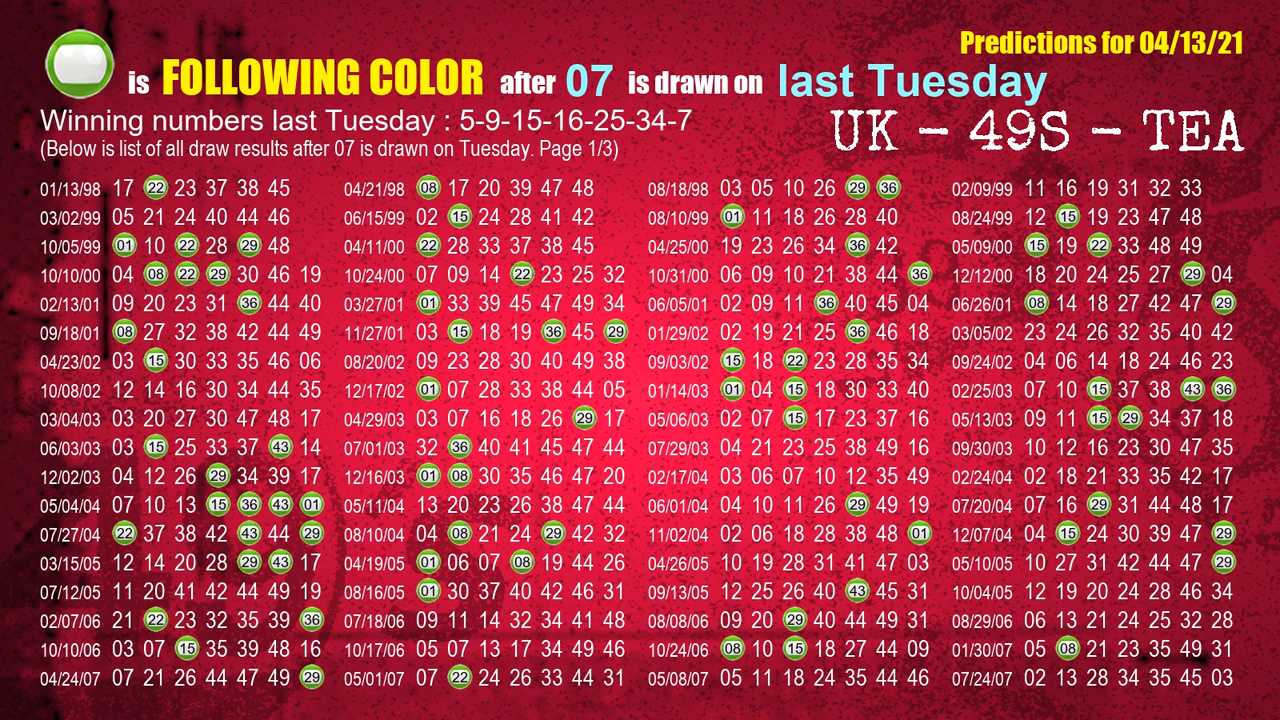 Predictions for 04/13/21
is FOLLOWING COLOR after 07 is drawn on last Tuesday
Winning numbers last Tuesday : 5-9-15-16-25-34-7
UK - 49S - TEA
(Below is list of all draw results after 07 is drawn on Tuesday. Page 1/3)
01/13/98 17 22 23 37 38 45 04/21/98 08 17 20 39 47 48 08/18/98 03 05 10 26 29 36 02/09/99 11 16 19 31 32 33
03/02/99 05 21 24 40 44 46 06/15/99 02 15 24 28 41 42 08/10/99 01 11 18 26 28 40 08/24/99 12 15 19 23 47 48
10/05/99 01 10 22 28 29 48 04/11/00 22 28 33 37 38 45 04/25/00 19 23 26 34 36 42 05/09/00 15 19 22 33 48 49
10/10/00 04 08 22 29 30 46 19 10/24/00 07 09 14 22 23 25 32 10/31/00 06 09 10 21 38 44 36 12/12/00 18 20 24 25 27 29 04
02/13/01 09 20 23 31 36 44 40 03/27/01 01 33 39 45 47 49 34 06/05/01 02 09 11 36 40 45 04 06/26/01 08 14 18 27 42 47 29
09/18/01 08 27 32 38 42 44 49 11/27/01 03 15 18 19 36 45 29 01/29/02 02 19 21 25 36 46 18 03/05/02 23 24 26 32 35 40 42
04/23/02 03 15 30 33 35 46 06 08/20/02 09 23 28 30 40 49 38 09/03/02 15 18 22 23 28 35 34 09/24/02 04 06 14 18 24 46 23
10/08/02 12 14 16 30 34 44 35 12/17/02 01 07 28 33 38 44 05 01/14/03 01 04 15 18 30 33 40 02/25/03 07 10 15 37 38 43 36
03/04/03 03 20 27 30 47 48 17 04/29/03 03 07 16 18 26 29 17 05/06/03 02 07 15 17 23 37 16 05/13/03 09 11 15 29 34 37 18
06/03/03 03 15 25 33 37 43 14 07/01/03 32 36 40 41 45 47 44 07/29/03 04 21 23 25 38 49 16 09/30/03 10 12 16 23 30 47 35
12/02/03 04 12 26 29 34 39 17 12/16/03 01 08 30 35 46 47 20 02/17/04 03 06 07 10 12 35 49 02/24/04 02 18 21 33 35 42 17
05/04/04 07 10 13 15 36 43 01 05/11/04 13 20 23 26 28 47 44 06/01/04 04 10 11 26 29 49 19 07/20/04 07 16 29 31 44 48 17
07/27/04 22 37 38 42 43 44 29 08/10/04 04 08 21 24 29 42 32 11/02/04 02 06 18 28 38 48 01 12/07/04 04 15 24 30 39 47 29
03/15/05 12 14 20 28 29 43 17 04/19/05 01 06 07 08 19 44 26 04/26/05 10 19 28 31 41 47 03 05/10/05 10 27 31 42 44 47 29
07/12/05 11 20 41 42 44 49 19 08/16/05 01 30 37 40 42 46 31 09/13/05 12 25 26 40 43 45 31 10/04/05 12 19 20 24 28 46 34
02/07/06 21 22 23 32 35 39 36 07/18/06 09 11 14 32 34 41 48 08/08/06 09 20 29 40 44 49 31 08/29/06 06 13 21 24 25 32 28
10/10/06 03 07 15 35 39 48 16 10/17/06 05 07 13 17 34 49 46 10/24/06 08 10 15 18 27 44 09 01/30/07 05 08 21 23 35 49 31
04/24/07 07 21 26 44 47 49 29 05/01/07 07 22 24 26 33 44 31 05/08/07 05 11 18 24 35 44 46 07/24/07 02 13 28 34 35 45 03